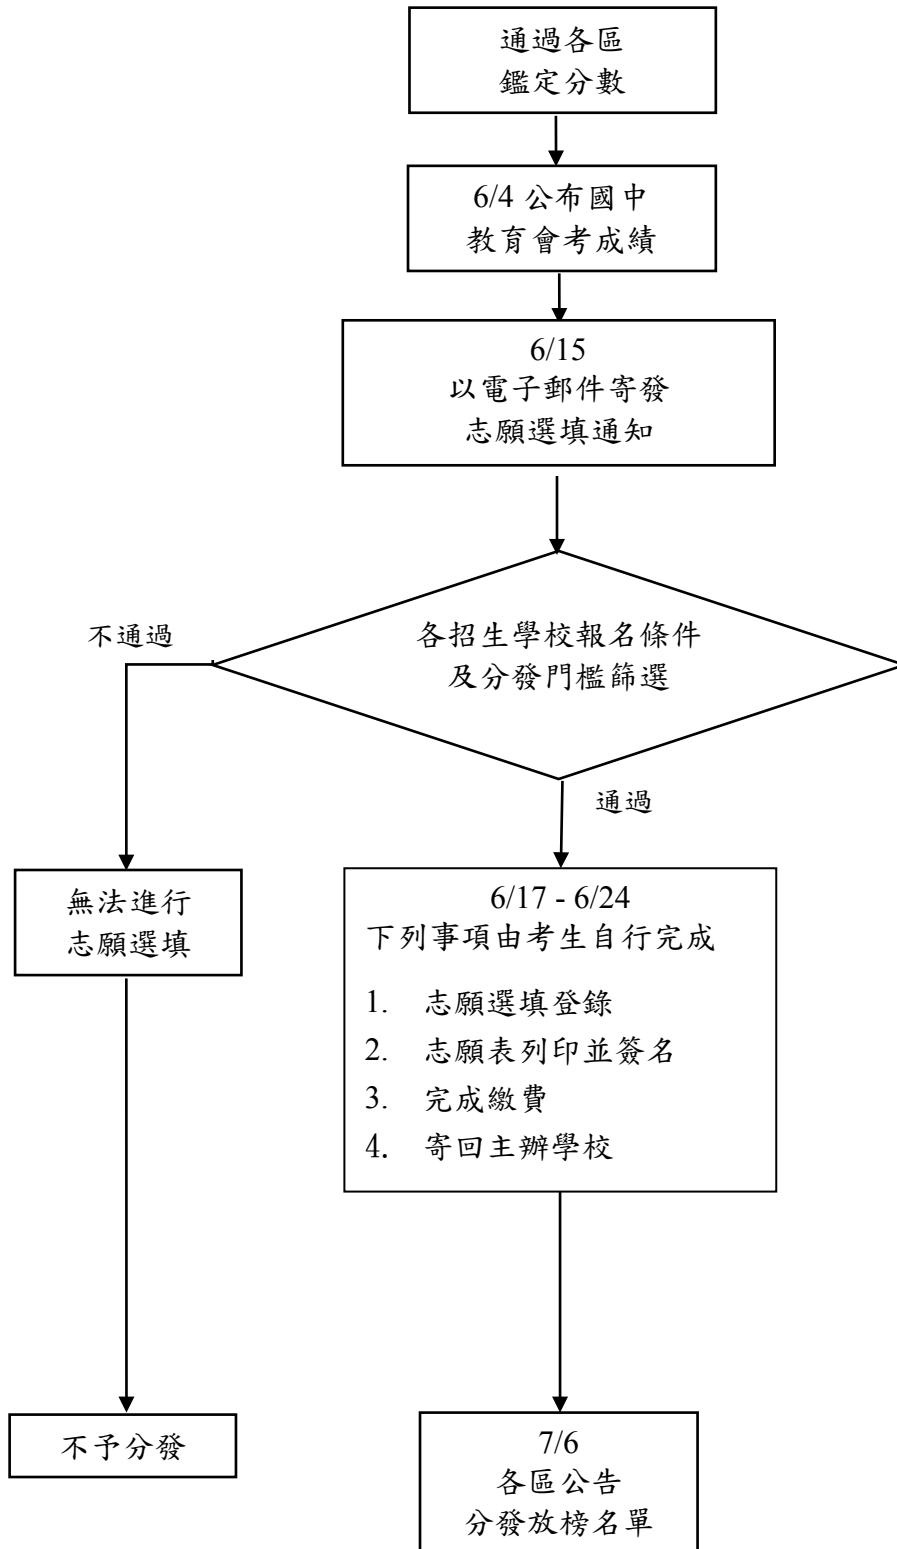 通過各區
鑑定分數
6/4 公布國中
教育會考成績
6/15
以電子郵件寄發
志願選填通知
各招生學校報名條件
及分發門檻篩選
不通過
通過
無法進行
志願選填
6/17 - 6/24
下列事項由考生自行完成
1. 志願選填登錄
2. 志願表列印並簽名
3. 完成繳費
4. 寄回主辦學校
不予分發
7/6
各區公告
分發放榜名單